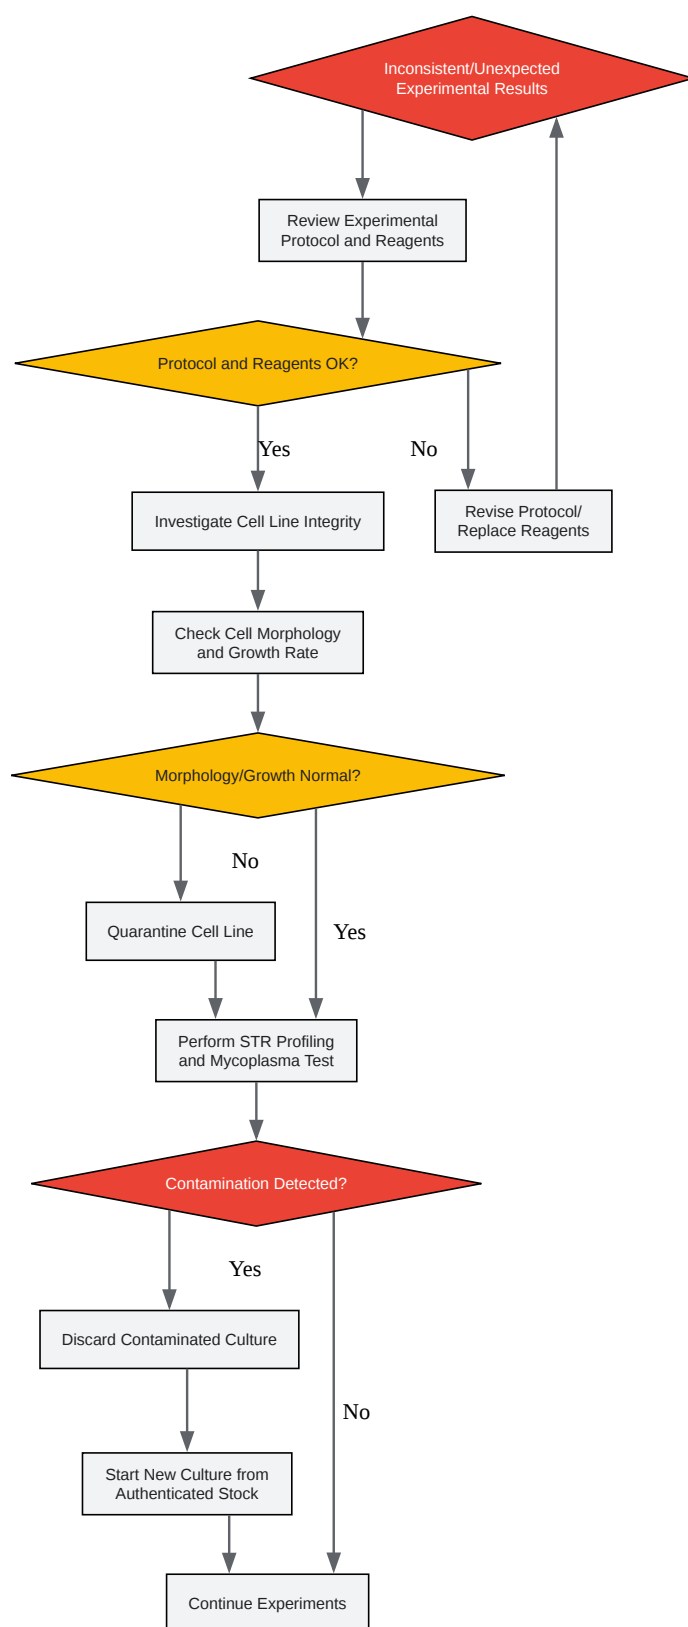 Inconsistent/Unexpected
Experimental Results
Review Experimental
Protocol and Reagents
Protocol and Reagents OK?
Yes
No
Investigate Cell Line Integrity
Revise Protocol/
Replace Reagents
Check Cell Morphology
and Growth Rate
Morphology/Growth Normal?
No
Quarantine Cell Line
Yes
Perform STR Profiling
and Mycoplasma Test
Contamination Detected?
Yes
Discard Contaminated Culture
No
Start New Culture from
Authenticated Stock
Continue Experiments